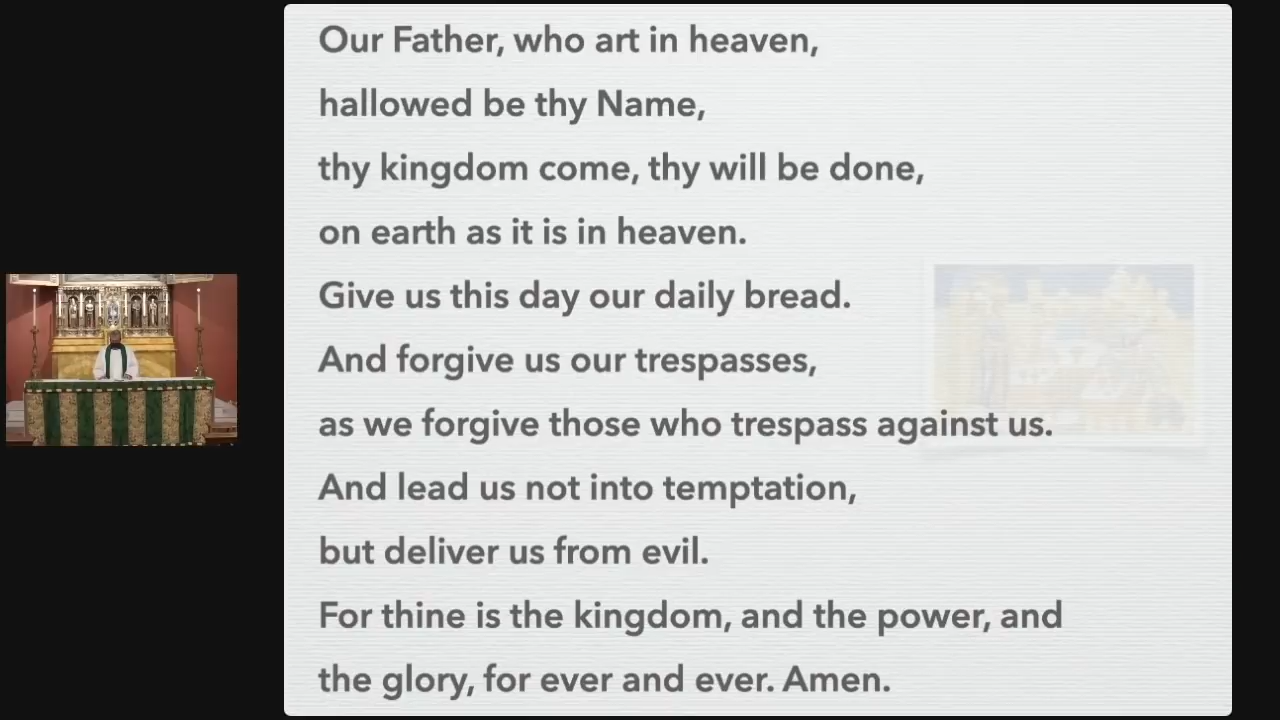 Our Father, who art in heaven,
hallowed be thy Name,
thy kingdom come, thy will be done,
on earth as it is in heaven.
Give us this day our daily bread.
And forgive us our trespasses,
as we forgive those who trespass against us.
And lead us not into temptation,
but deliver us from evil.
For thine is the kingdom, and the power, and
the glory, for ever and ever. Amen.